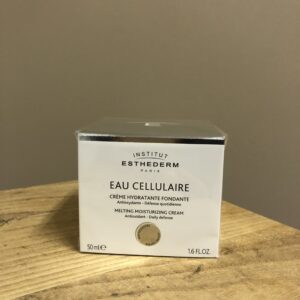 INSTITUT
ESTHEDERM
PARIS
EAU CELLULAIRE
CRÈME HYDRATANTE FONDANTE
Antioxydante - Défense quotidienne
MELTING MOISTURIZING CREAM
Antioxidant - Daily defense
50 ml e 1.6 FL.OZ.